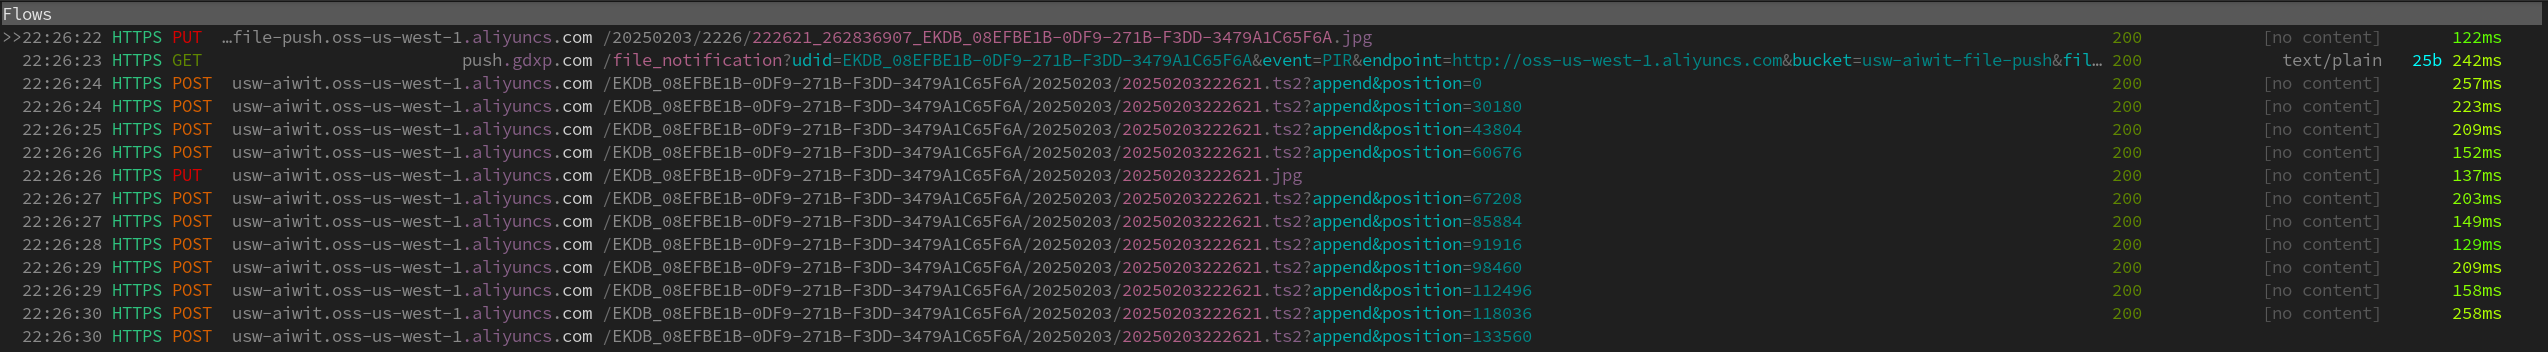 Flows
>>22:26:22 HTTPS PUT …file-push.oss-us-west-1.aliyuncs.com /20250203/2226/222621_262836907_EKDB_08EFBE1B-0DF9-271B-F3DD-3479A1C65F6A.jpg 200 [no content] 122ms
22:26:23 HTTPS GET push.gdxp.com /file_notification?udid=EKDB_08EFBE1B-0DF9-271B-F3DD-3479A1C65F6A&event=PIR&endpoint=http://oss-us-west-1.aliyuncs.com&bucket=usw-aiwit-file-push&fil… 200 text/plain 25b 242ms
22:26:24 HTTPS POST usw-aiwit.oss-us-west-1.aliyuncs.com /EKDB_08EFBE1B-0DF9-271B-F3DD-3479A1C65F6A/20250203/20250203222621.ts2?append&position=0 200 [no content] 257ms
22:26:24 HTTPS POST usw-aiwit.oss-us-west-1.aliyuncs.com /EKDB_08EFBE1B-0DF9-271B-F3DD-3479A1C65F6A/20250203/20250203222621.ts2?append&position=30180 200 [no content] 223ms
22:26:25 HTTPS POST usw-aiwit.oss-us-west-1.aliyuncs.com /EKDB_08EFBE1B-0DF9-271B-F3DD-3479A1C65F6A/20250203/20250203222621.ts2?append&position=43804 200 [no content] 209ms
22:26:26 HTTPS POST usw-aiwit.oss-us-west-1.aliyuncs.com /EKDB_08EFBE1B-0DF9-271B-F3DD-3479A1C65F6A/20250203/20250203222621.ts2?append&position=60676 200 [no content] 152ms
22:26:26 HTTPS PUT usw-aiwit.oss-us-west-1.aliyuncs.com /EKDB_08EFBE1B-0DF9-271B-F3DD-3479A1C65F6A/20250203/20250203222621.jpg 200 [no content] 137ms
22:26:27 HTTPS POST usw-aiwit.oss-us-west-1.aliyuncs.com /EKDB_08EFBE1B-0DF9-271B-F3DD-3479A1C65F6A/20250203/20250203222621.ts2?append&position=67208 200 [no content] 203ms
22:26:27 HTTPS POST usw-aiwit.oss-us-west-1.aliyuncs.com /EKDB_08EFBE1B-0DF9-271B-F3DD-3479A1C65F6A/20250203/20250203222621.ts2?append&position=85884 200 [no content] 149ms
22:26:28 HTTPS POST usw-aiwit.oss-us-west-1.aliyuncs.com /EKDB_08EFBE1B-0DF9-271B-F3DD-3479A1C65F6A/20250203/20250203222621.ts2?append&position=91916 200 [no content] 129ms
22:26:29 HTTPS POST usw-aiwit.oss-us-west-1.aliyuncs.com /EKDB_08EFBE1B-0DF9-271B-F3DD-3479A1C65F6A/20250203/20250203222621.ts2?append&position=98460 200 [no content] 209ms
22:26:29 HTTPS POST usw-aiwit.oss-us-west-1.aliyuncs.com /EKDB_08EFBE1B-0DF9-271B-F3DD-3479A1C65F6A/20250203/20250203222621.ts2?append&position=112496 200 [no content] 158ms
22:26:30 HTTPS POST usw-aiwit.oss-us-west-1.aliyuncs.com /EKDB_08EFBE1B-0DF9-271B-F3DD-3479A1C65F6A/20250203/20250203222621.ts2?append&position=118036 200 [no content] 258ms
22:26:30 HTTPS POST usw-aiwit.oss-us-west-1.aliyuncs.com /EKDB_08EFBE1B-0DF9-271B-F3DD-3479A1C65F6A/20250203/20250203222621.ts2?append&position=133560